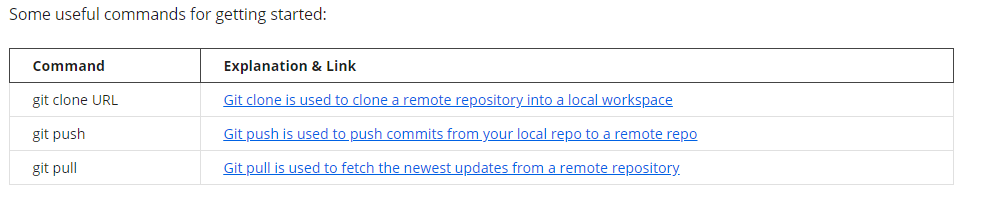 Some useful commands for getting started:
Command Explanation & Link
git clone URL Git clone is used to clone a remote repository into a local workspace
git push Git push is used to push commits from your local repo to a remote repo
git pull Git pull is used to fetch the newest updates from a remote repository